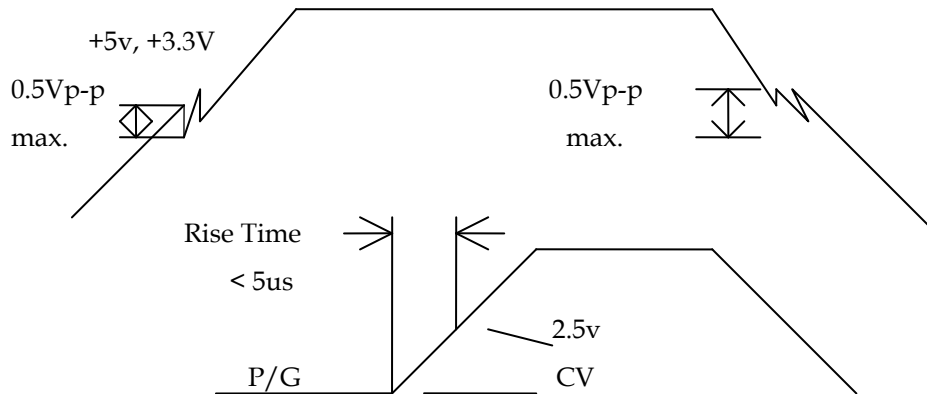 +5v, +3.3V
0.5Vp-p
max.
0.5Vp-p
max.
Rise Time
< 5us
2.5v
P/G
CV